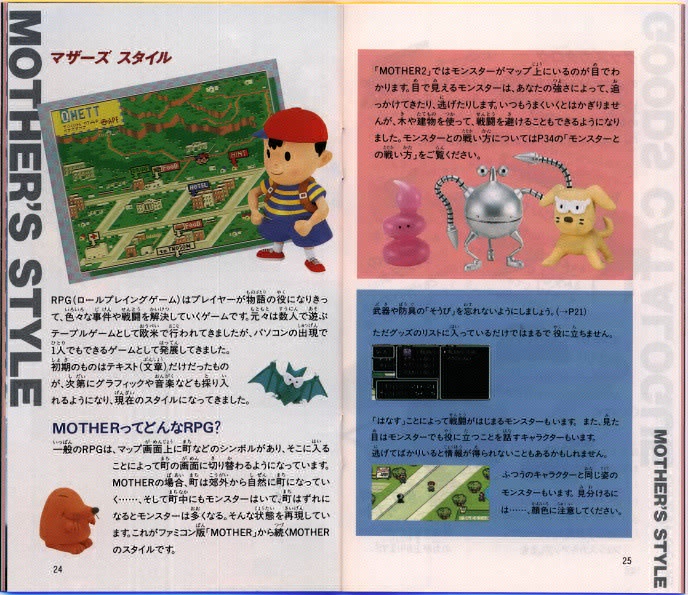 MOTHER'S STYLE
マザーズ スタイル
ONETT
HINT
HOTEL
FOOD
to TWOSON
RPG(ロールプレイングゲーム)はプレイヤーが物語の役になりきっ
て、色々な事件や戦闘を解決していくゲームです。元々は数人で遊ぶ
テーブルゲームとして欧米で行われてきましたが、パソコンの出現で
1人でもできるゲームとして発展してきました。
初期のものはテキスト(文章)だけだったもの
が、次第にグラフィックや音楽なども採り入
れるようになり、現在のスタイルになってきました。
MOTHERってどんなRPG?
一般のRPGは、マップ画面上に町などのシンボルがあり、そこに入る
ことによって町の画面に切り替わるようになっています。
MOTHERの場合、町は郊外から自然に町になってい
く……、そして町中にもモンスターはいて、町はずれに
なるとモンスターは多くなる。そんな状態を再現してい
ます。これがファミコン版「MOTHER」から続くMOTHER
のスタイルです。
24
「MOTHER2」ではモンスターがマップ上にいるのが目でわ
かります。目で見えるモンスターは、あなたの強さによって、追
っかけてきたり、逃げたりします。いつもうまくいくとはかぎりませ
んが、木や建物を使って、戦闘を避けることもできるようになり
ました。モンスターとの戦い方についてはP34の「モンスターと
の戦い方」をご覧ください。
武器や防具の「そうび」を忘れないようにしましょう。(→P21)
ただグッズのリストに入っているだけではまるで役に立ちません。
「はなす」ことによって戦闘がはじまるモンスターもいます。また、見た
目はモンスターでも役に立つことを話すキャラクターもいます。
逃げてばかりいると情報が得られないこともあるかもしれません。
ふつうのキャラクターと同じ姿の
モンスターもいます。見分けるに
は……、顔色に注意してください。
25
MOTHER'S STYLE